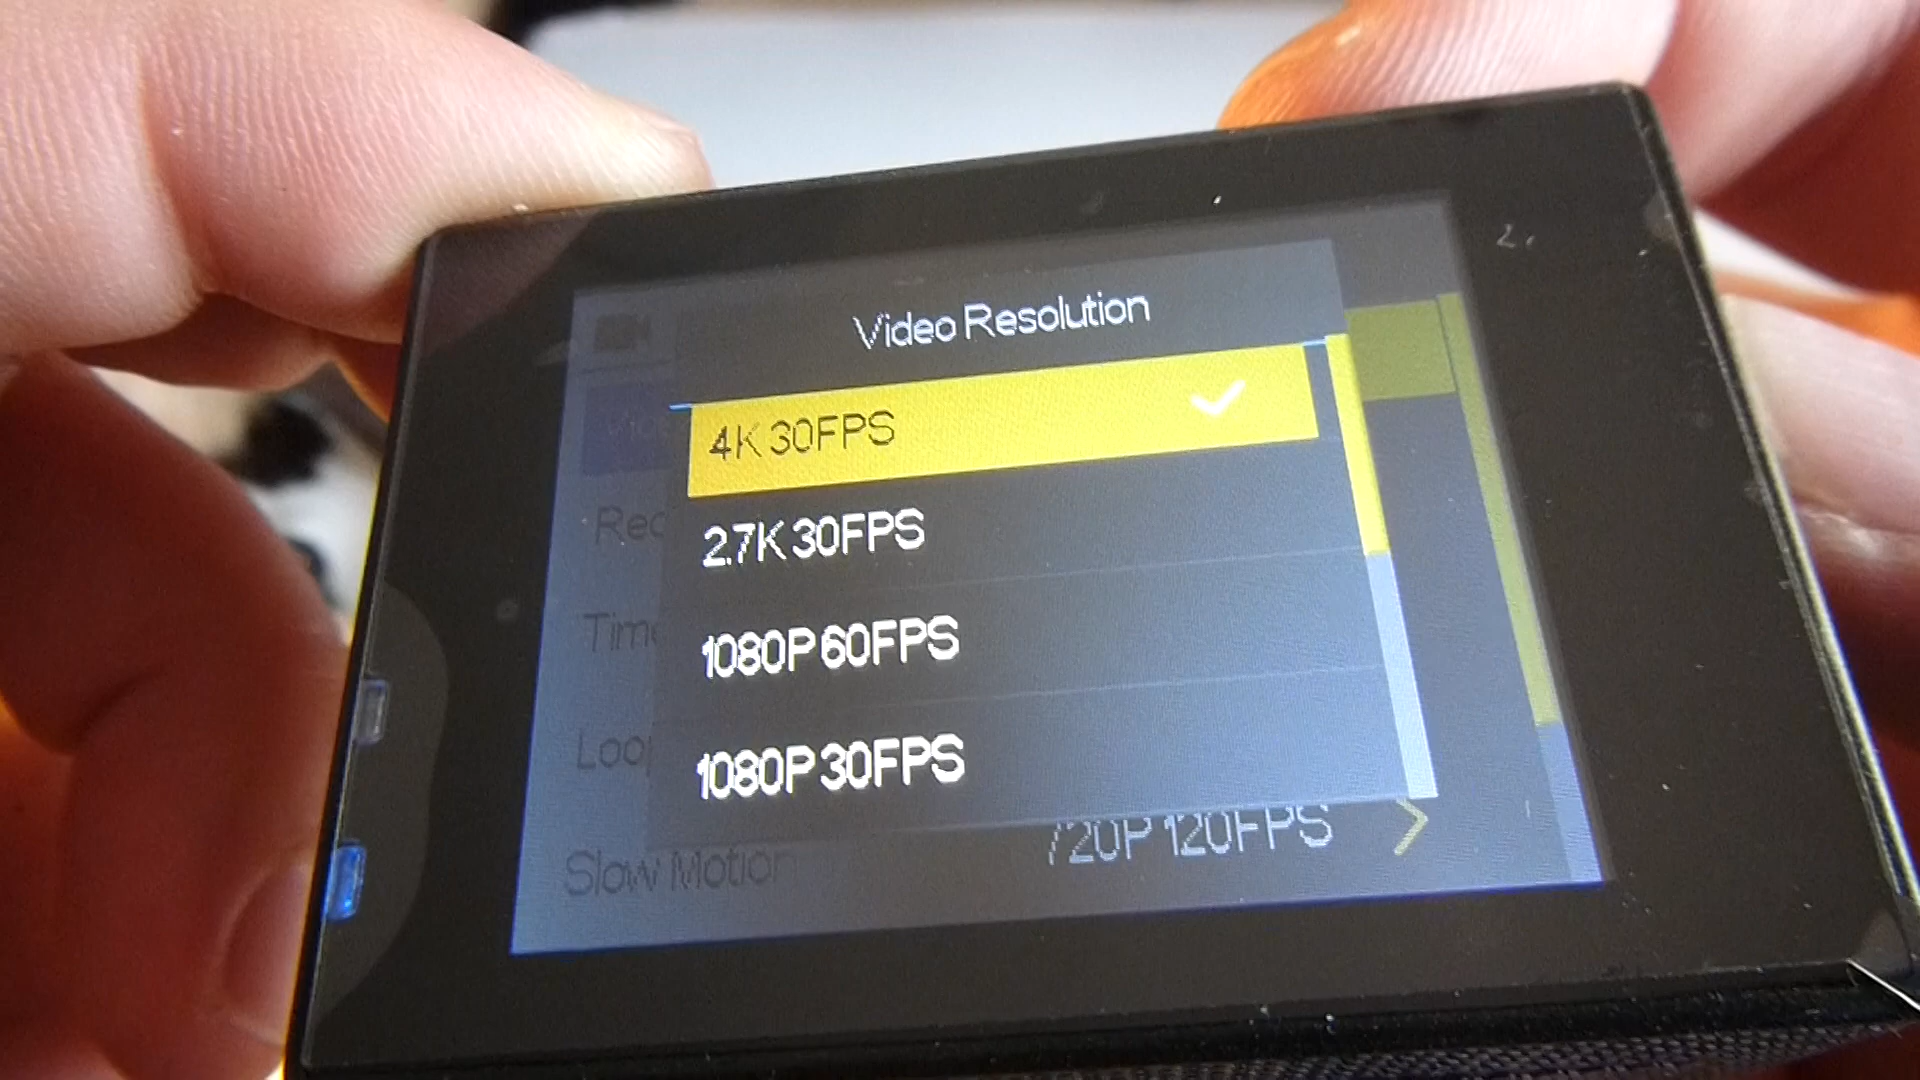 Video Resolution
4K 30FPS
2.7K 30FPS
1080P 60FPS
1080P 30FPS
720P 120FPS
Slow Motion